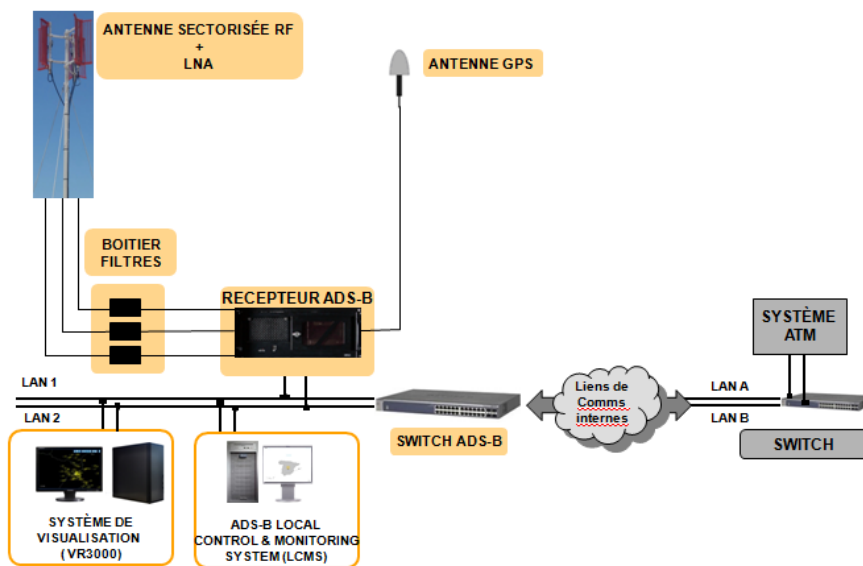 ANTENNE SECTORISÉE RF
+
LNA
ANTENNE GPS
BOITIER
FILTRES
RECEPTEUR ADS-B
SYSTÈME
ATM
LAN 1
LAN 2
Liens de
Comms
internes
LAN A
LAN B
SWITCH ADS-B
SWITCH
SYSTÈME DE
VISUALISATION
(VR3000)
ADS-B LOCAL
CONTROL & MONITORING
SYSTEM (LCMS)